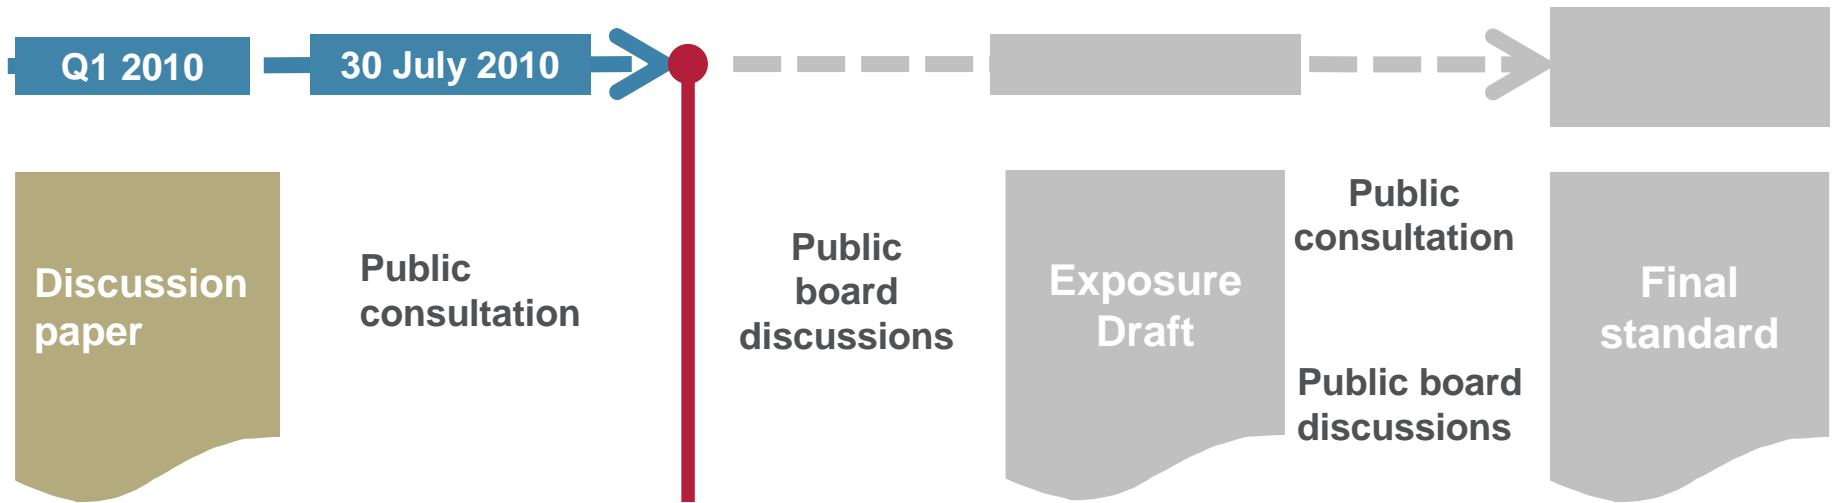 Q1 2010
30 July 2010
Discussion
paper
Public
consultation
Public
board
discussions
Exposure
Draft
Public
consultation
Public board
discussions
Final
standard